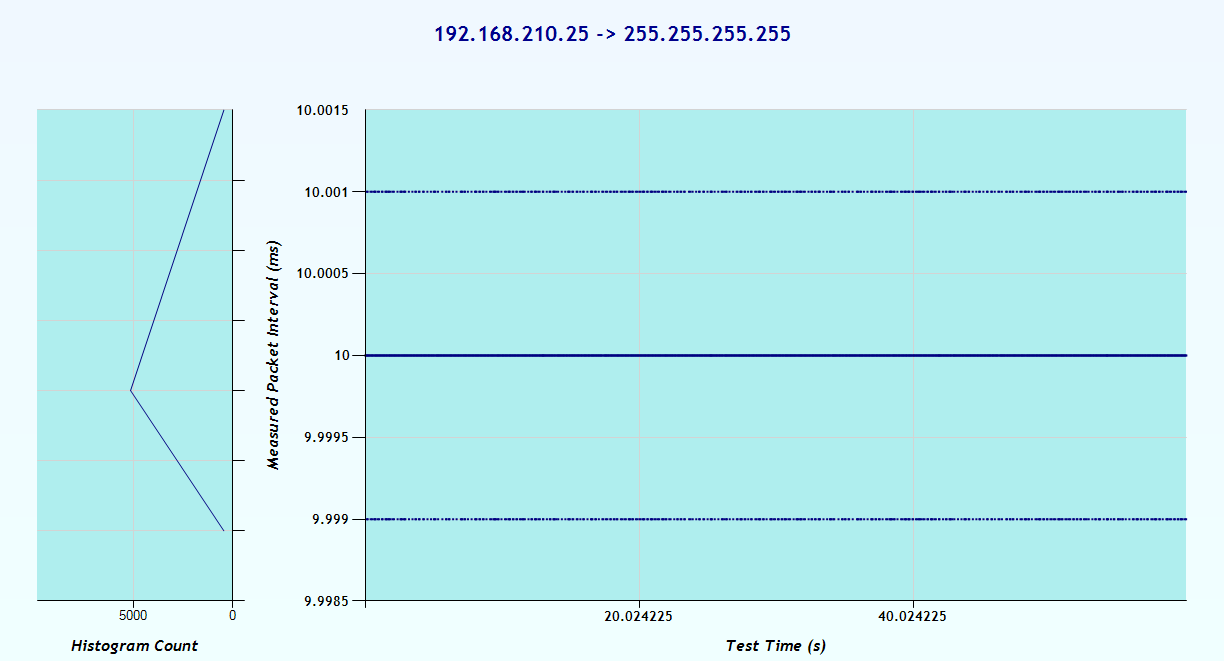 192.168.210.25 -> 255.255.255.255
10.0015
10.001
10.0005
10
9.9995
9.999
9.9985
Measured Packet Interval (ms)
5000 0
20.024225 40.024225
Histogram Count
Test Time (s)